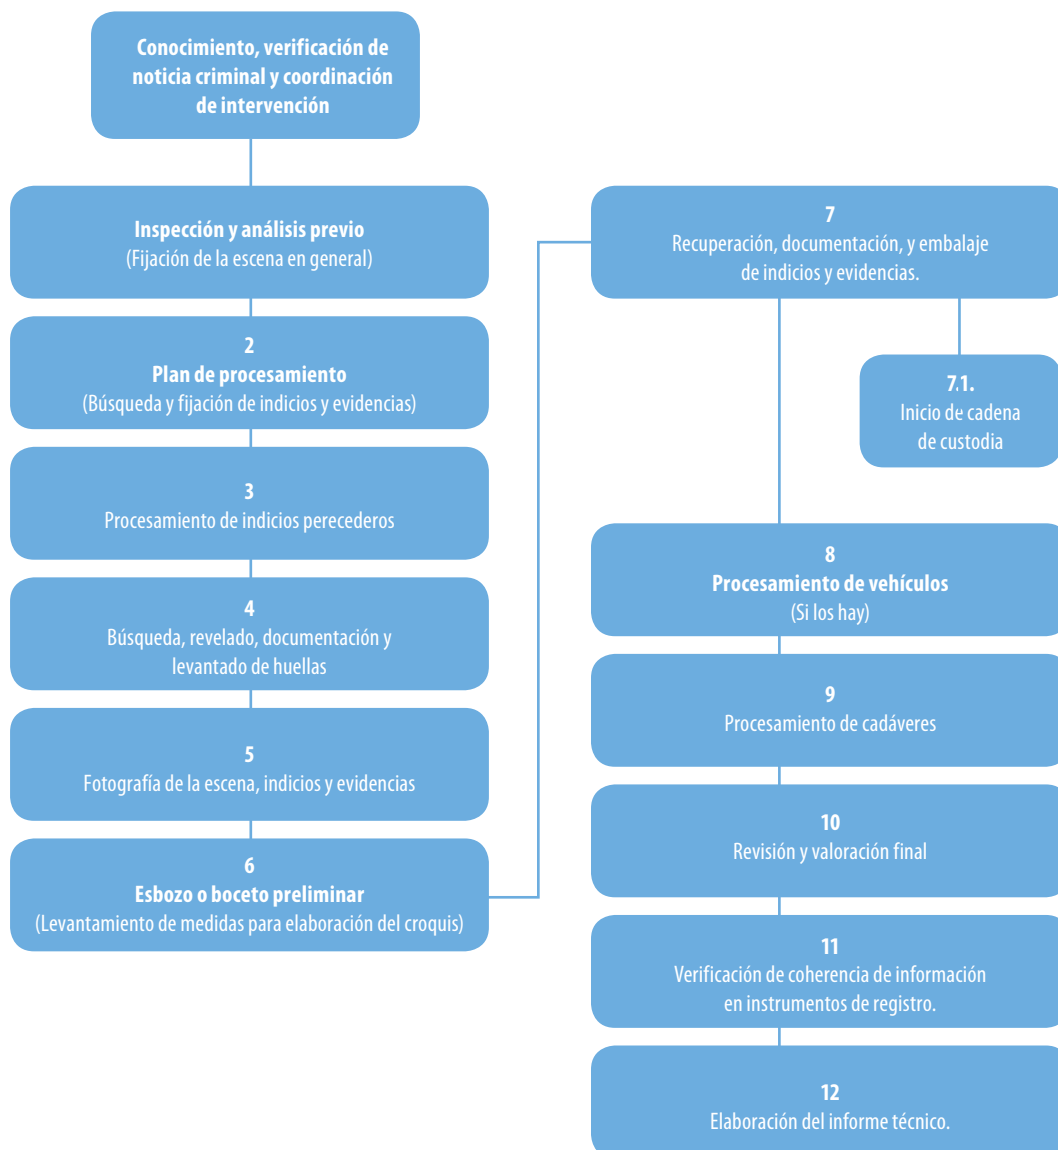 Conocimiento, verificación de
noticia criminal y coordinación
de intervención
Inspección y análisis previo
(Fijación de la escena en general)
2
Plan de procesamiento
(Búsqueda y fijación de indicios y evidencias)
3
Procesamiento de indicios perecederos
4
Búsqueda, revelado, documentación y
levantado de huellas
5
Fotografía de la escena, indicios y evidencias
6
Esbozo o boceto preliminar
(Levantamiento de medidas para elaboración del croquis)
7
Recuperación, documentación, y embalaje
de indicios y evidencias.
7.1.
Inicio de cadena
de custodia
8
Procesamiento de vehículos
(Si los hay)
9
Procesamiento de cadáveres
10
Revisión y valoración final
11
Verificación de coherencia de información
en instrumentos de registro.
12
Elaboración del informe técnico.